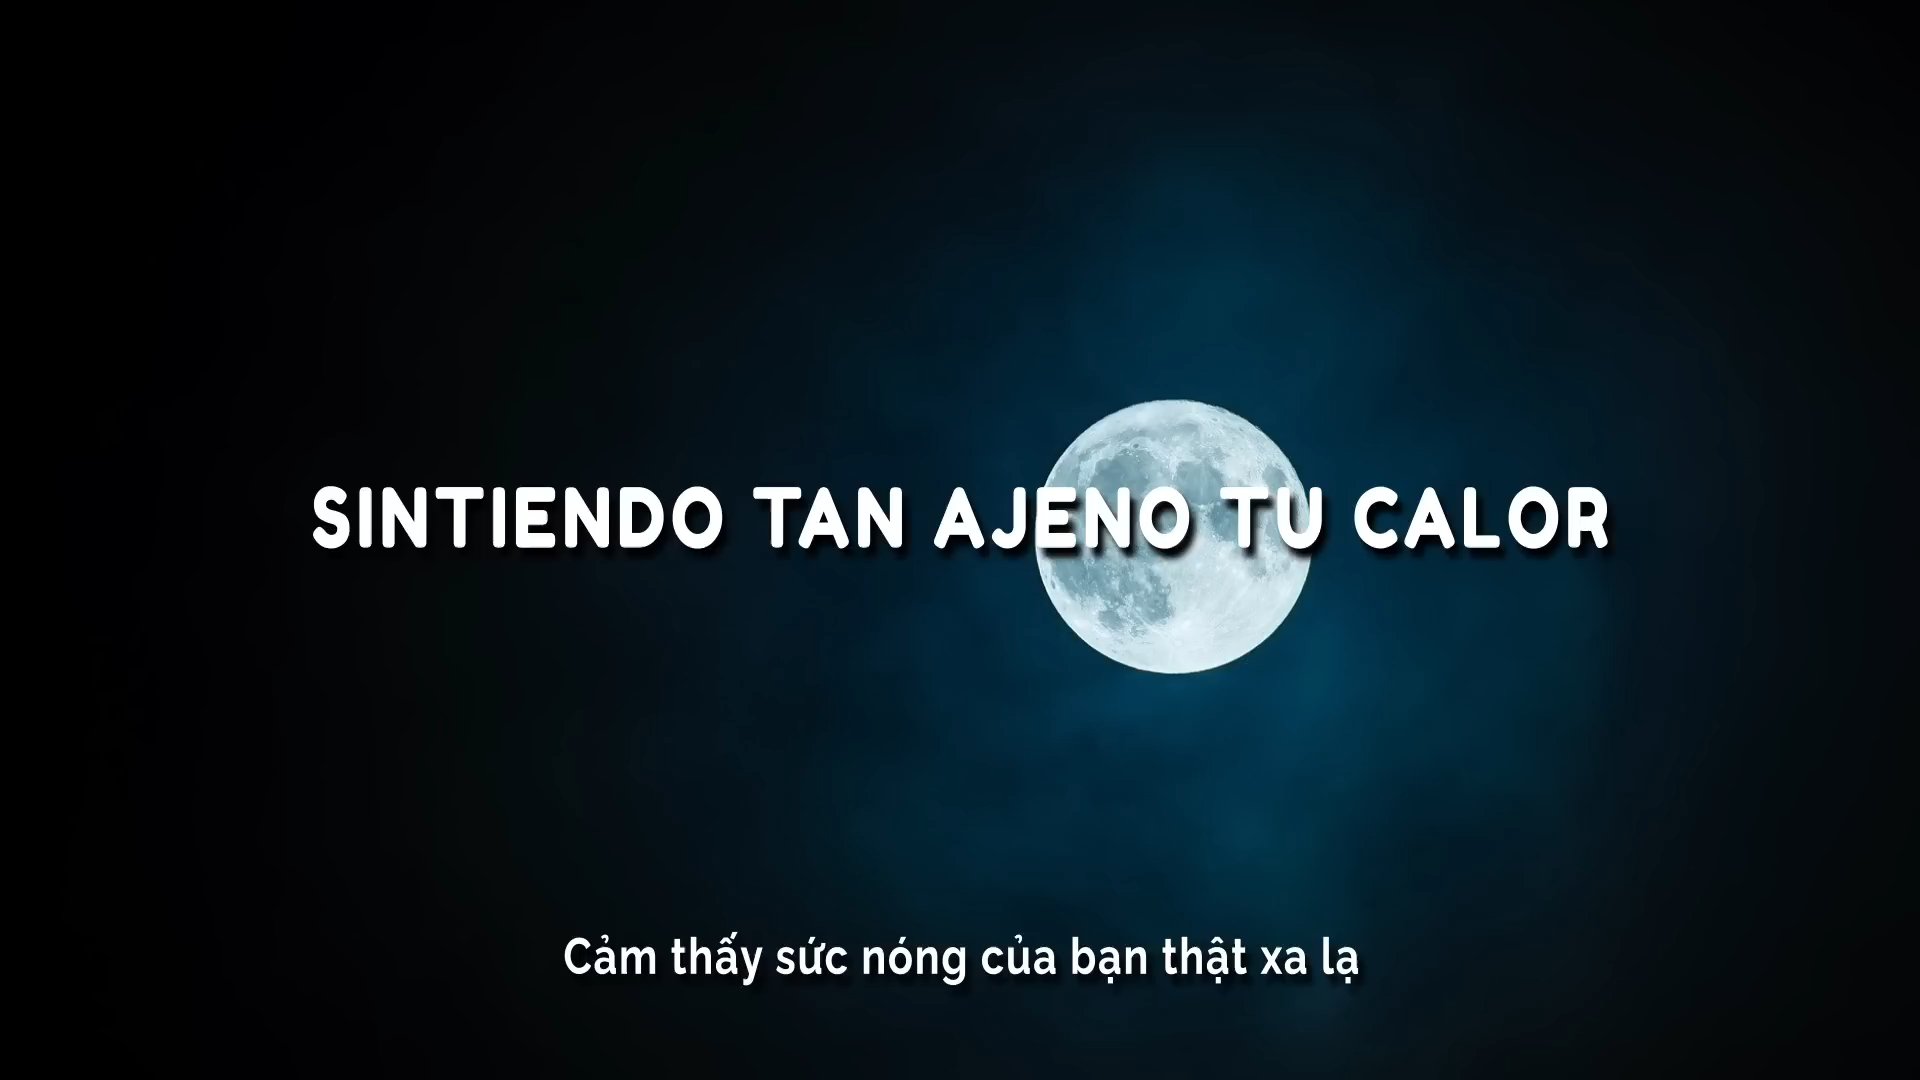 SINTIENDO TAN AJENO TU CALOR
Cảm thấy sức nóng của bạn thật xa lạ